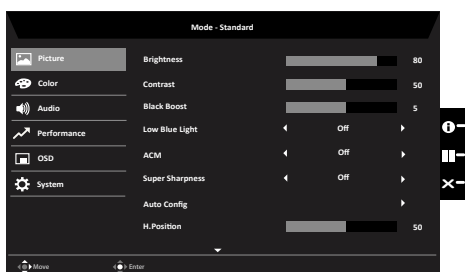 Mode - Standard
Picture
Color
Audio
Performance
OSD
System
Brightness 80
Contrast 50
Black Boost 5
Low Blue Light Off
ACM Off
Super Sharpness Off
Auto Config
H.Position 50
Move Enter